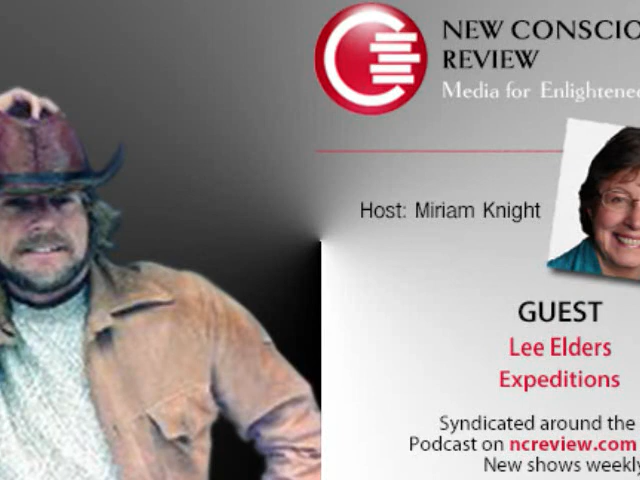 NEW CONSCIO
REVIEW
Media for Enlightene
Host: Miriam Knight
GUEST
Lee Elders
Expeditions
Syndicated around the
Podcast on ncreview.com
New shows weekly